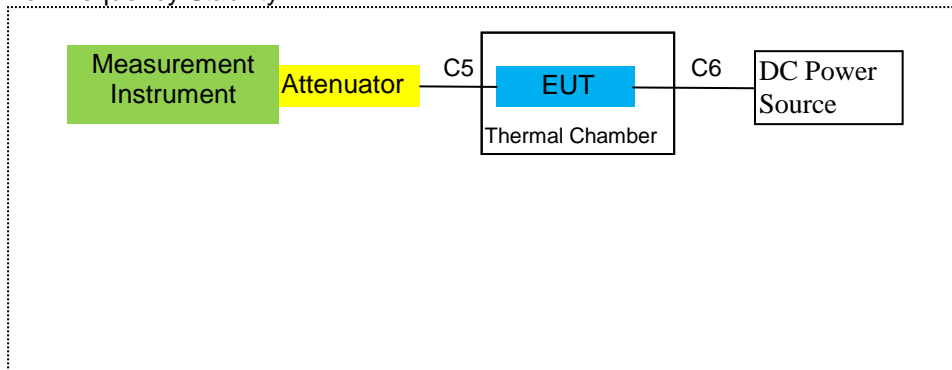 Measurement
Instrument
Attenuator
C5
EUT
Thermal Chamber
C6
DC Power
Source